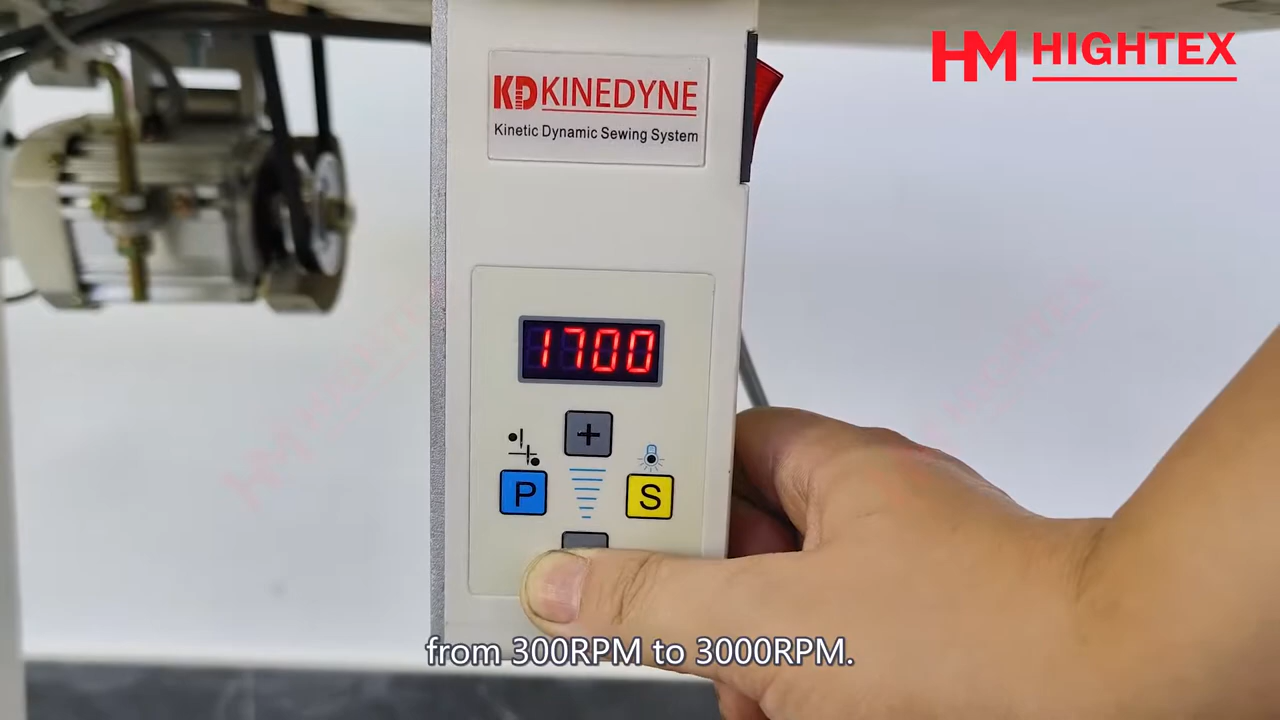 HM HIGHTEX
KD KINEDYNE
Kinetic Dynamic Sewing System
1700
+
P
S
from 300RPM to 3000RPM.